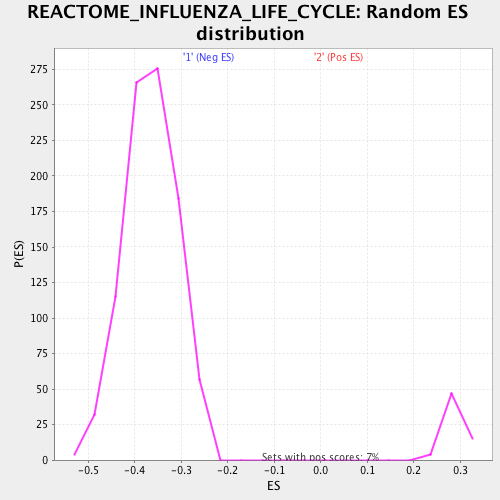 REACTOME_INFLUENZA_LIFE_CYCLE: Random ES
distribution
'1' (Neg ES) '2' (Pos ES)
275
250
225
200
175
150
125
100
75
50
25
0
P(ES)
Sets with pos scores: 7%
-0.5 -0.4 -0.3 -0.2 -0.1 0.0 0.1 0.2 0.3
ES